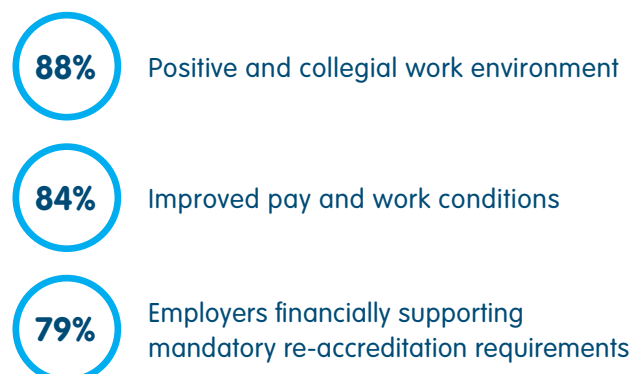 88%
Positive and collegial work environment
84%
Improved pay and work conditions
79%
Employers financially supporting
mandatory re-accreditation requirements